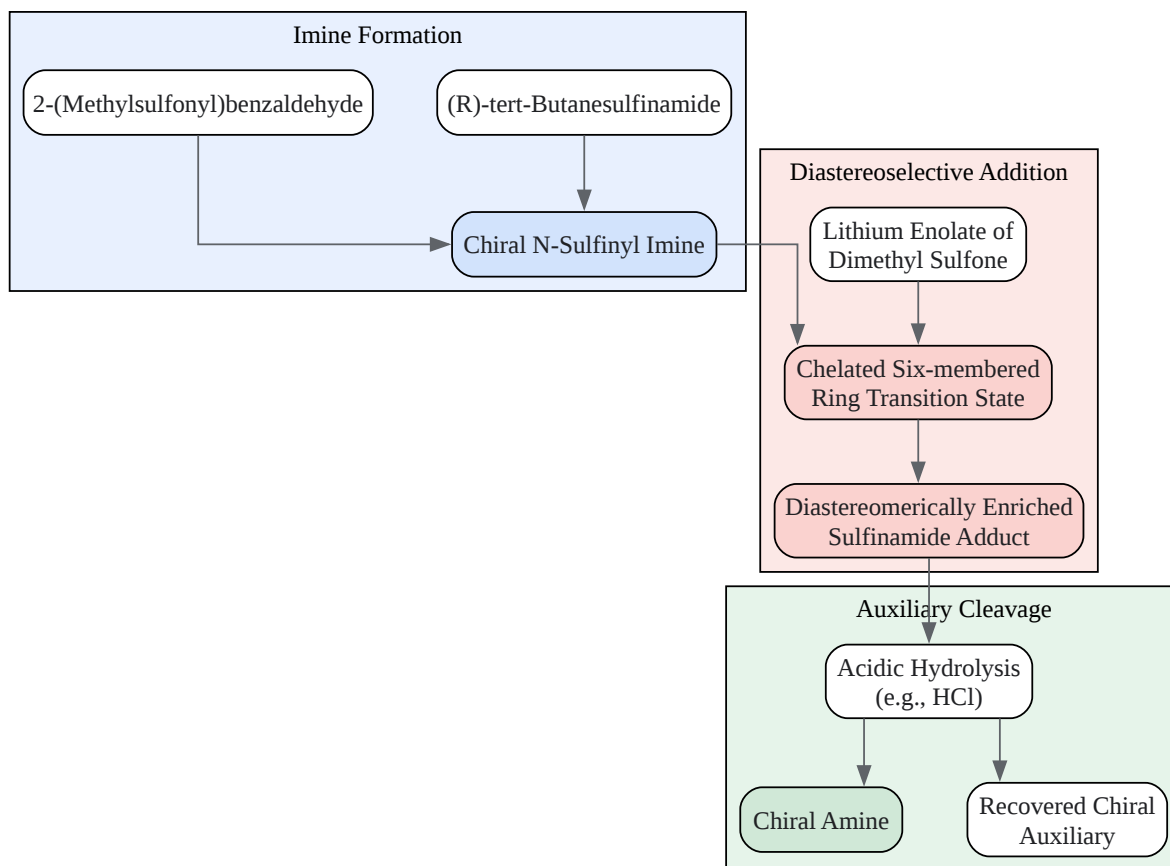 Imine Formation
2-(Methylsulfonyl)benzaldehyde
(R)-tert-Butanesulfinamide
Chiral N-Sulfinyl Imine
Diastereoselective Addition
Lithium Enolate of
Dimethyl Sulfone
Chelated Six-membered
Ring Transition State
Diastereomerically Enriched
Sulfinamide Adduct
Auxiliary Cleavage
Acidic Hydrolysis
(e.g., HCl)
Chiral Amine
Recovered Chiral
Auxiliary